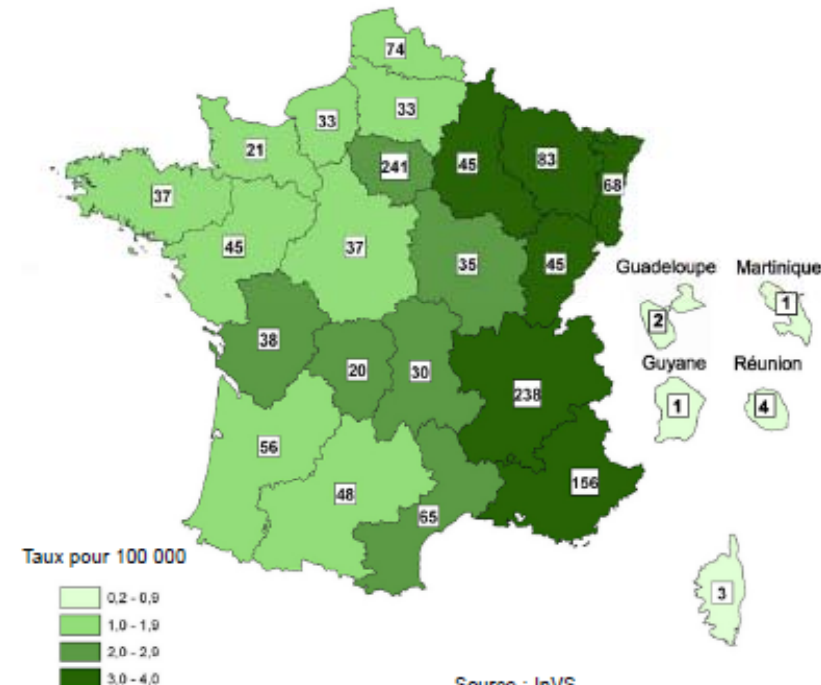 74
33
33
21
241
45
83
68
37
45
37
35
45
Guadeloupe
Martinique
2
1
38
20
30
Guyane
Réunion
238
1
4
56
48
156
65
Taux pour 100 000
3
0,2 - 0,9
1,0 - 1,9
2,0 - 2,9
3,0 - 4,0
Source : InVS